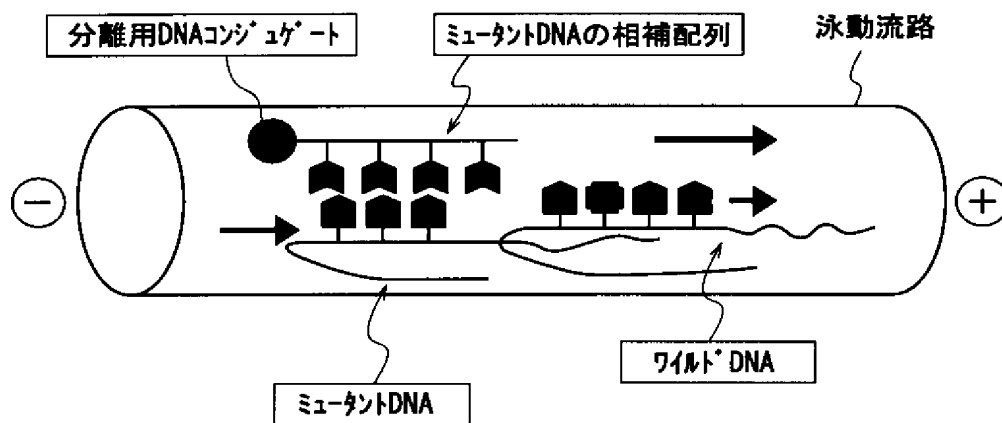 分離用DNAコンジュゲート
ミュータントDNAの相補配列
泳動流路
−
+
ワイルドDNA
ミュータントDNA